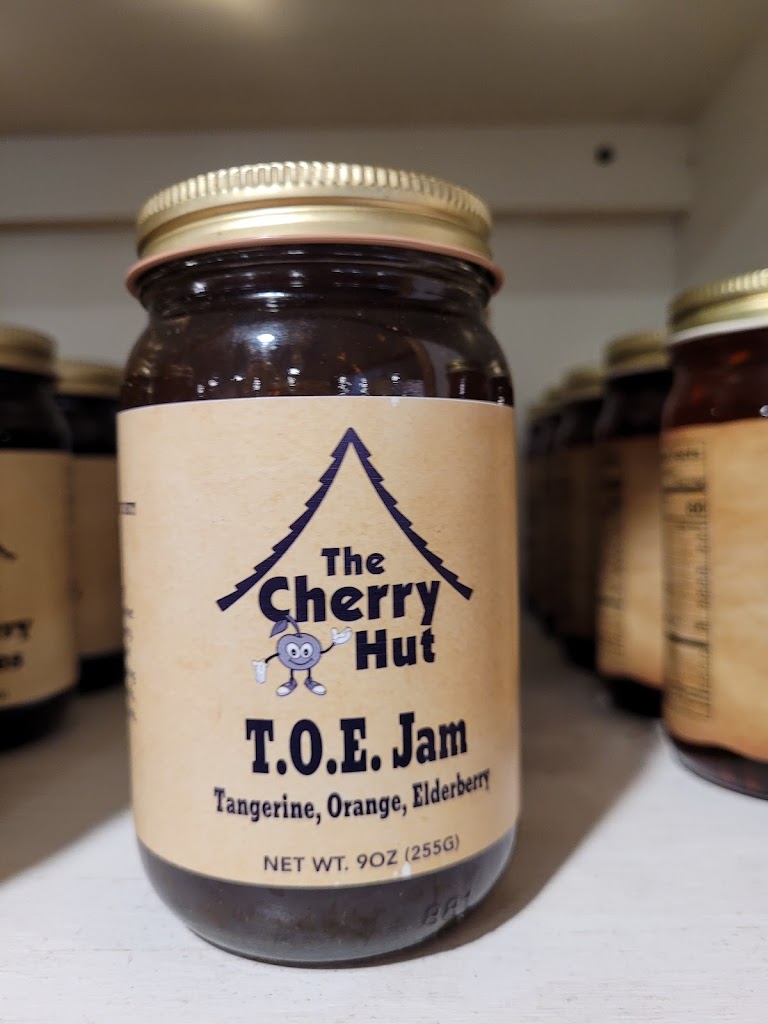 The
Cherry
Hut
T.O.E. Jam
Tangerine, Orange, Elderberry
NET WT. 9OZ (255G)